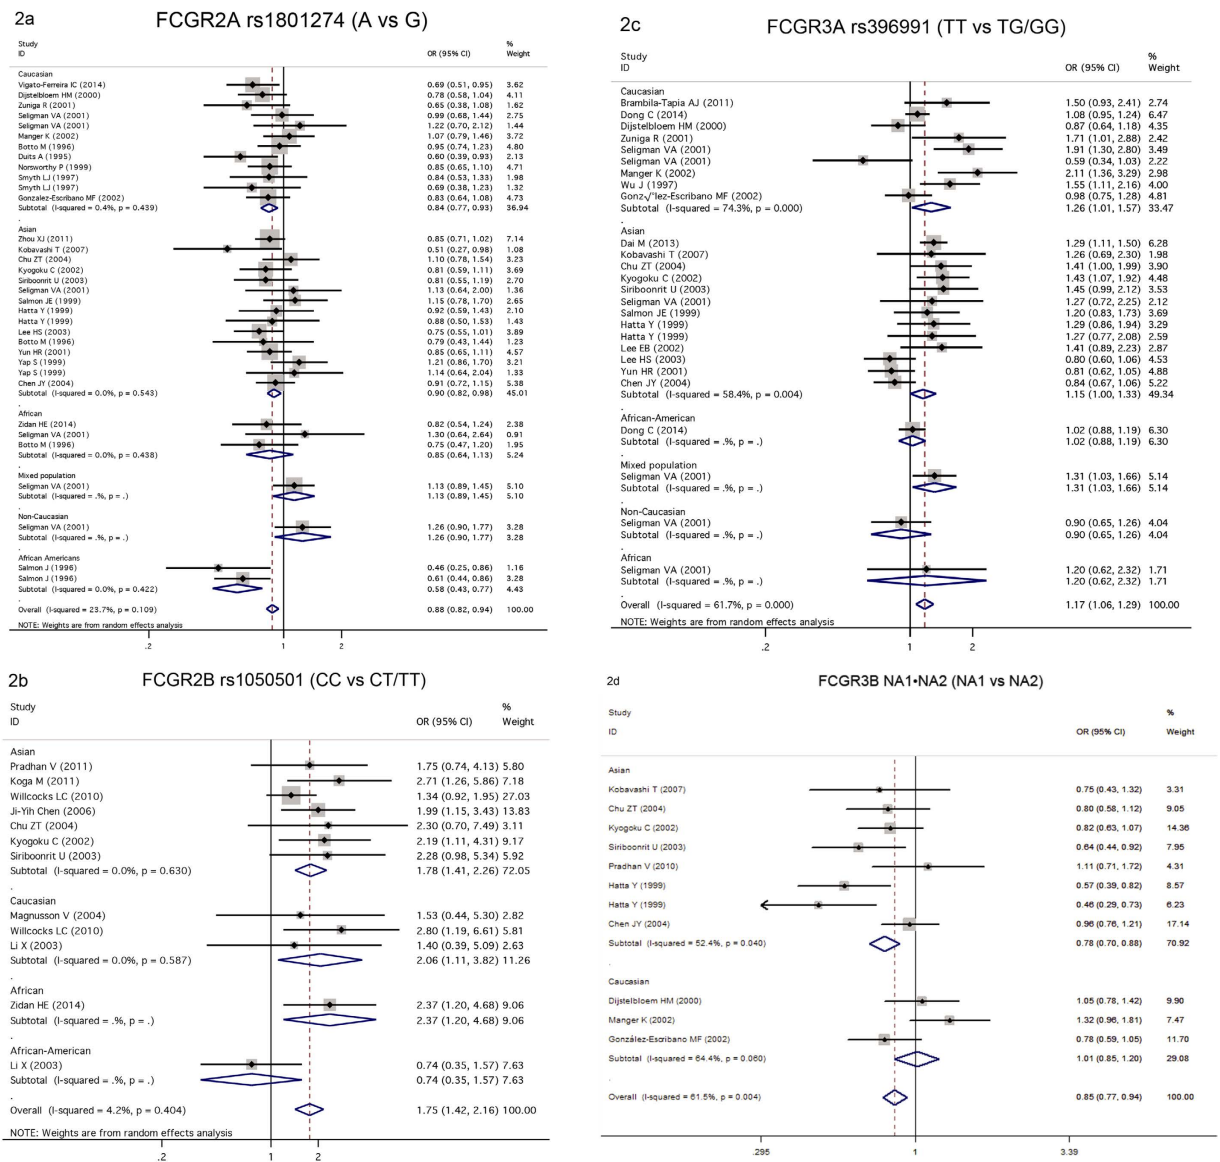 2a
FCGR2A rs1801274 (A vs G)
Study
%
ID
OR (95% CI)
Weight
Caucasian
Vigato-Ferreira IC (2014) 0.69 (0.51, 0.95) 3.62
Dijstelbloem HM (2000) 0.78 (0.58, 1.04) 4.11
Zuniga R (2001) 0.65 (0.38, 1.08) 1.62
Seligman VA (2001) 0.99 (0.68, 1.44) 2.75
Seligman VA (2001) 1.22 (0.70, 2.12) 1.44
Manger K (2002) 1.07 (0.79, 1.46) 3.72
Botto M (1996) 0.95 (0.74, 1.23) 4.80
Duits A (1995) 0.60 (0.39, 0.93) 2.13
Norsworthy P (1999) 0.85 (0.65, 1.10) 4.71
Smyth LJ (1997) 0.84 (0.53, 1.33) 1.98
Smyth LJ (1997) 0.69 (0.38, 1.23) 1.32
Gonzalez-Escribano MF (2002) 0.83 (0.64, 1.08) 4.73
Subtotal (I-squared = 0.4%, p = 0.439) 0.84 (0.77, 0.93) 36.94
.
Asian
Zhou XJ (2011) 0.85 (0.71, 1.02) 7.14
Kobavashi T (2007) 0.51 (0.27, 0.98) 1.08
Chu ZT (2004) 1.10 (0.78, 1.54) 3.23
Kyogoku C (2002) 0.81 (0.59, 1.11) 3.69
Siriboonrit U (2003) 0.81 (0.55, 1.19) 2.70
Seligman VA (2001) 1.13 (0.64, 2.00) 1.36
Salmon JE (1999) 1.15 (0.78, 1.70) 2.65
Hatta Y (1999) 0.92 (0.59, 1.43) 2.10
Hatta Y (1999) 0.88 (0.50, 1.53) 1.43
Lee HS (2003) 0.75 (0.55, 1.01) 3.89
Botto M (1996) 0.79 (0.43, 1.44) 1.23
Yun HR (2001) 0.85 (0.65, 1.11) 4.57
Yap S (1999) 1.21 (0.86, 1.70) 3.21
Yap S (1999) 1.14 (0.64, 2.04) 1.33
Chen JY (2004) 0.91 (0.72, 1.15) 5.38
Subtotal (I-squared = 0.0%, p = 0.543) 0.90 (0.82, 0.98) 45.01
.
African
Zidan HE (2014) 0.82 (0.54, 1.24) 2.38
Seligman VA (2001) 1.30 (0.64, 2.64) 0.91
Botto M (1996) 0.75 (0.47, 1.20) 1.95
Subtotal (I-squared = 0.0%, p = 0.438) 0.85 (0.64, 1.13) 5.24
.
Mixed population
Seligman VA (2001) 1.13 (0.89, 1.45) 5.10
Subtotal (I-squared = .%, p = .) 1.13 (0.89, 1.45) 5.10
.
Non-Caucasian
Seligman VA (2001) 1.26 (0.90, 1.77) 3.28
Subtotal (I-squared = .%, p = .) 1.26 (0.90, 1.77) 3.28
.
African Americans
Salmon J (1996) 0.46 (0.25, 0.86) 1.16
Salmon J (1996) 0.61 (0.44, 0.86) 3.28
Subtotal (I-squared = 0.0%, p = 0.422) 0.58 (0.43, 0.77) 4.43
.
Overall (I-squared = 23.7%, p = 0.109) 0.88 (0.82, 0.94) 100.00
NOTE: Weights are from random effects analysis
.2 1 2
2c
FCGR3A rs396991 (TT vs TG/GG)
Study
%
ID
OR (95% CI)
Weight
Caucasian
Brambila-Tapia AJ (2011) 1.50 (0.93, 2.41) 2.74
Dong C (2014) 1.08 (0.95, 1.24) 6.47
Dijstelbloem HM (2000) 0.87 (0.64, 1.18) 4.35
Zuniga R (2001) 1.71 (1.01, 2.88) 2.42
Seligman VA (2001) 1.91 (1.30, 2.80) 3.49
Seligman VA (2001) 0.59 (0.34, 1.03) 2.22
Manger K (2002) 2.11 (1.36, 3.29) 2.98
Wu J (1997) 1.55 (1.11, 2.16) 4.00
Gonz√°lez-Escribano MF (2002) 0.98 (0.75, 1.28) 4.81
Subtotal (I-squared = 74.3%, p = 0.000) 1.26 (1.01, 1.57) 33.47
.
Asian
Dai M (2013) 1.29 (1.11, 1.50) 6.28
Kobavashi T (2007) 1.26 (0.69, 2.30) 1.98
Chu ZT (2004) 1.41 (1.00, 1.99) 3.90
Kyogoku C (2002) 1.43 (1.07, 1.92) 4.48
Siriboonrit U (2003) 1.45 (0.99, 2.12) 3.53
Seligman VA (2001) 1.27 (0.72, 2.25) 2.12
Salmon JE (1999) 1.20 (0.83, 1.73) 3.69
Hatta Y (1999) 1.29 (0.86, 1.94) 3.29
Hatta Y (1999) 1.27 (0.77, 2.08) 2.59
Lee EB (2002) 1.41 (0.89, 2.23) 2.87
Lee HS (2003) 0.80 (0.60, 1.06) 4.53
Yun HR (2001) 0.81 (0.62, 1.05) 4.88
Chen JY (2004) 0.84 (0.67, 1.06) 5.22
Subtotal (I-squared = 58.4%, p = 0.004) 1.15 (1.00, 1.33) 49.34
.
African-American
Dong C (2014) 1.02 (0.88, 1.19) 6.30
Subtotal (I-squared = .%, p = .) 1.02 (0.88, 1.19) 6.30
.
Mixed population
Seligman VA (2001) 1.31 (1.03, 1.66) 5.14
Subtotal (I-squared = .%, p = .) 1.31 (1.03, 1.66) 5.14
.
Non-Caucasian
Seligman VA (2001) 0.90 (0.65, 1.26) 4.04
Subtotal (I-squared = .%, p = .) 0.90 (0.65, 1.26) 4.04
.
African
Seligman VA (2001) 1.20 (0.62, 2.32) 1.71
Subtotal (I-squared = .%, p = .) 1.20 (0.62, 2.32) 1.71
.
Overall (I-squared = 61.7%, p = 0.000) 1.17 (1.06, 1.29) 100.00
NOTE: Weights are from random effects analysis
.2 1 2
2b
FCGR2B rs1050501 (CC vs CT/TT)
Study
%
ID
OR (95% CI)
Weight
Asian
Pradhan V (2011) 1.75 (0.74, 4.13) 5.80
Koga M (2011) 2.71 (1.26, 5.86) 7.18
Willcocks LC (2010) 1.34 (0.92, 1.95) 27.03
Ji-Yih Chen (2006) 1.99 (1.15, 3.43) 13.83
Chu ZT (2004) 2.30 (0.70, 7.49) 3.11
Kyogoku C (2002) 2.19 (1.11, 4.31) 9.17
Siriboonrit U (2003) 2.28 (0.98, 5.34) 5.92
Subtotal (I-squared = 0.0%, p = 0.630) 1.78 (1.41, 2.26) 72.05
.
Caucasian
Magnusson V (2004) 1.53 (0.44, 5.30) 2.82
Willcocks LC (2010) 2.80 (1.19, 6.61) 5.81
Li X (2003) 1.40 (0.39, 5.09) 2.63
Subtotal (I-squared = 0.0%, p = 0.587) 2.06 (1.11, 3.82) 11.26
.
African
Zidan HE (2014) 2.37 (1.20, 4.68) 9.06
Subtotal (I-squared = .%, p = .) 2.37 (1.20, 4.68) 9.06
.
African-American
Li X (2003) 0.74 (0.35, 1.57) 7.63
Subtotal (I-squared = .%, p = .) 0.74 (0.35, 1.57) 7.63
.
Overall (I-squared = 4.2%, p = 0.404) 1.75 (1.42, 2.16) 100.00
NOTE: Weights are from random effects analysis
.2 1 2
2d
FCGR3B NA1•NA2 (NA1 vs NA2)
Study
%
ID
OR (95% CI)
Weight
Asian
Kobavashi T (2007) 0.75 (0.43, 1.32) 3.31
Chu ZT (2004) 0.80 (0.58, 1.12) 9.05
Kyogoku C (2002) 0.82 (0.63, 1.07) 14.36
Siriboonrit U (2003) 0.64 (0.44, 0.92) 7.95
Pradhan V (2010) 1.11 (0.71, 1.72) 4.31
Hatta Y (1999) 0.57 (0.39, 0.82) 8.57
Hatta Y (1999) 0.46 (0.29, 0.73) 6.23
Chen JY (2004) 0.96 (0.76, 1.21) 17.14
Subtotal (I-squared = 52.4%, p = 0.040) 0.78 (0.70, 0.88) 70.92
.
Caucasian
Dijstelbloem HM (2000) 1.05 (0.78, 1.42) 9.90
Manger K (2002) 1.32 (0.96, 1.81) 7.47
González-Escribano MF (2002) 0.78 (0.59, 1.05) 11.70
Subtotal (I-squared = 64.4%, p = 0.060) 1.01 (0.85, 1.20) 29.08
.
Overall (I-squared = 61.5%, p = 0.004) 0.85 (0.77, 0.94) 100.00
.295 1 3.39